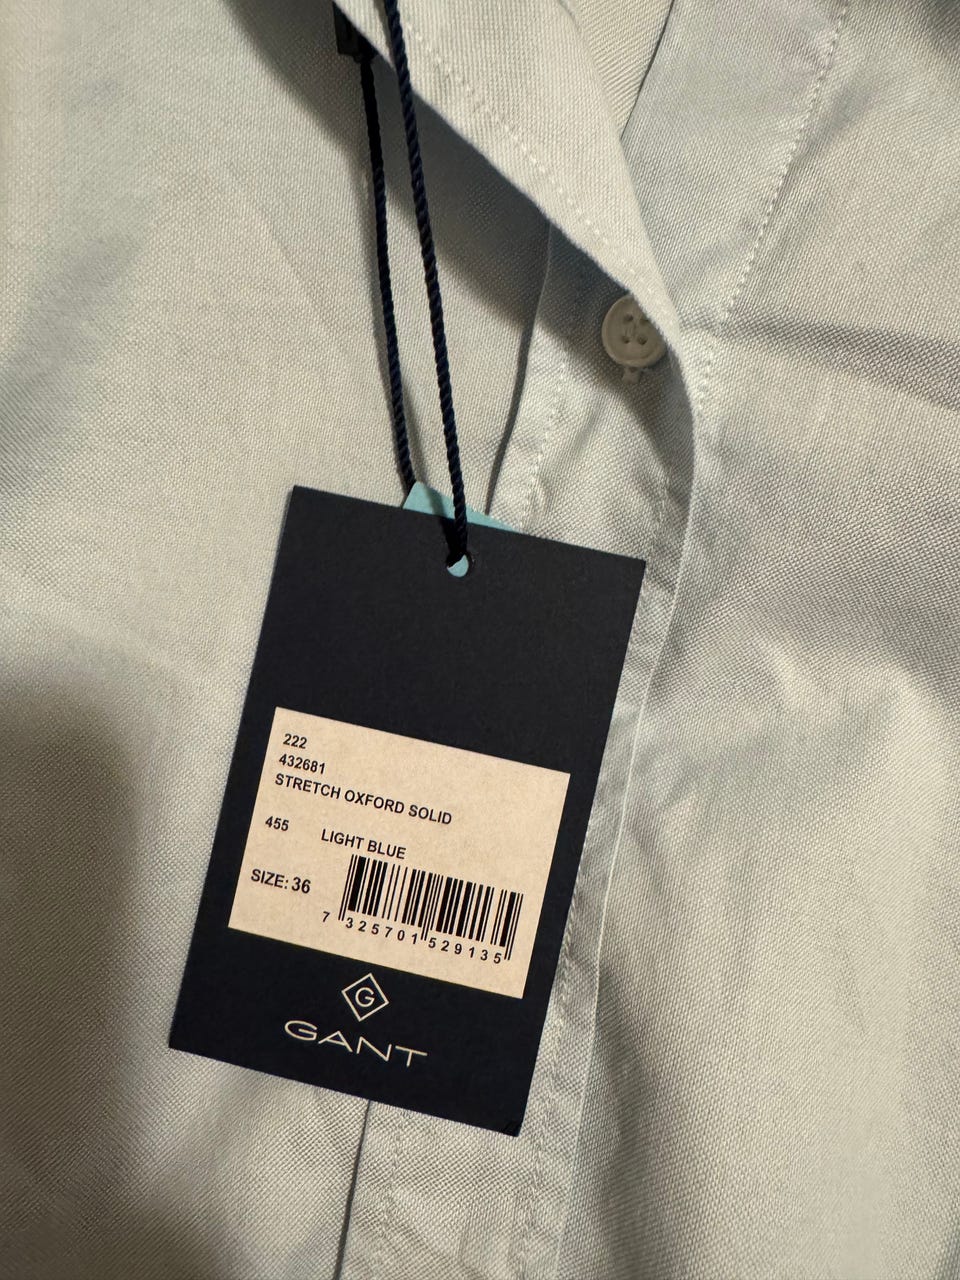 222
432681
STRETCH OXFORD SOLID
455 LIGHT BLUE
SIZE: 36
7 325701 529135
G
GANT